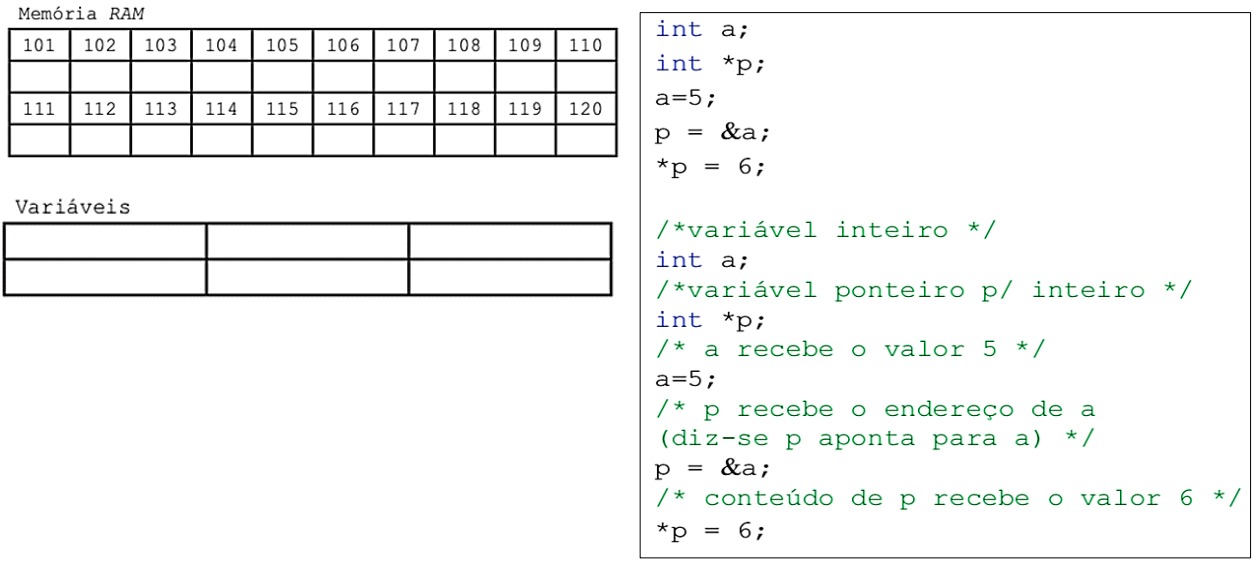 Memória RAM
101 102 103 104 105 106 107 108 109 110
111 112 113 114 115 116 117 118 119 120
Variáveis
int a;
int *p;
a=5;
p = &a;
*p = 6;
/*variável inteiro */
int a;
/*variável ponteiro p/ inteiro */
int *p;
/* a recebe o valor 5 */
a=5;
/* p recebe o endereço de a
(diz-se p aponta para a) */
p = &a;
/* conteúdo de p recebe o valor 6 */
*p = 6;